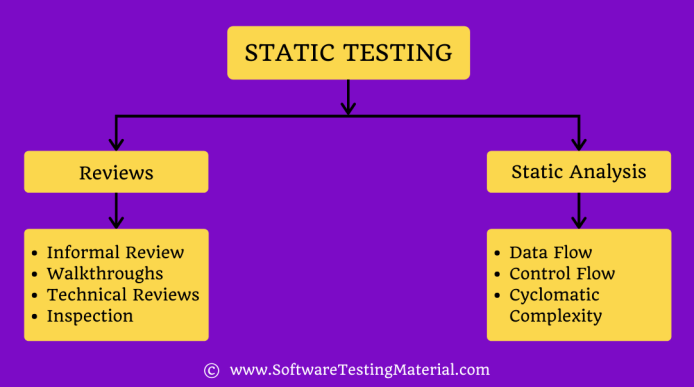 STATIC TESTING
Reviews
Static Analysis
• Informal Review
• Walkthroughs
• Technical Reviews
• Inspection
• Data Flow
• Control Flow
• Cyclomatic
Complexity
© www.SoftwareTestingMaterial.com